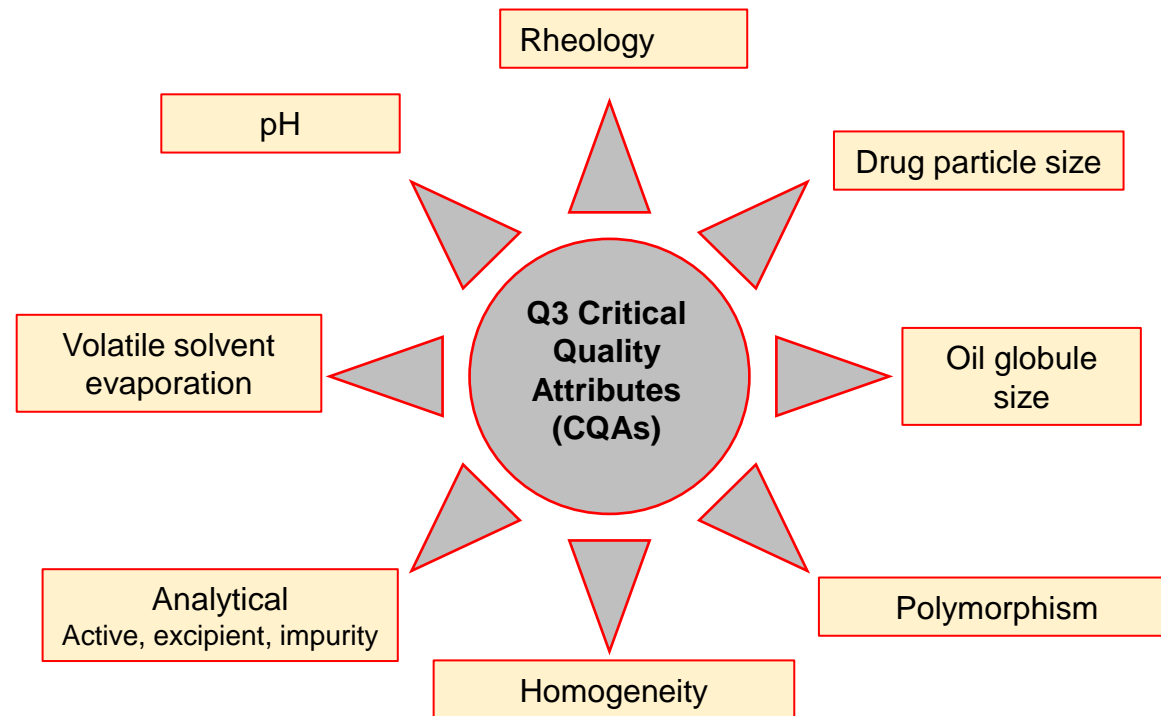 Rheology
pH
Drug particle size
Q3 Critical
Quality
Attributes
(CQAs)
Volatile solvent
evaporation
Oil globule
size
Analytical
Active, excipient, impurity
Polymorphism
Homogeneity